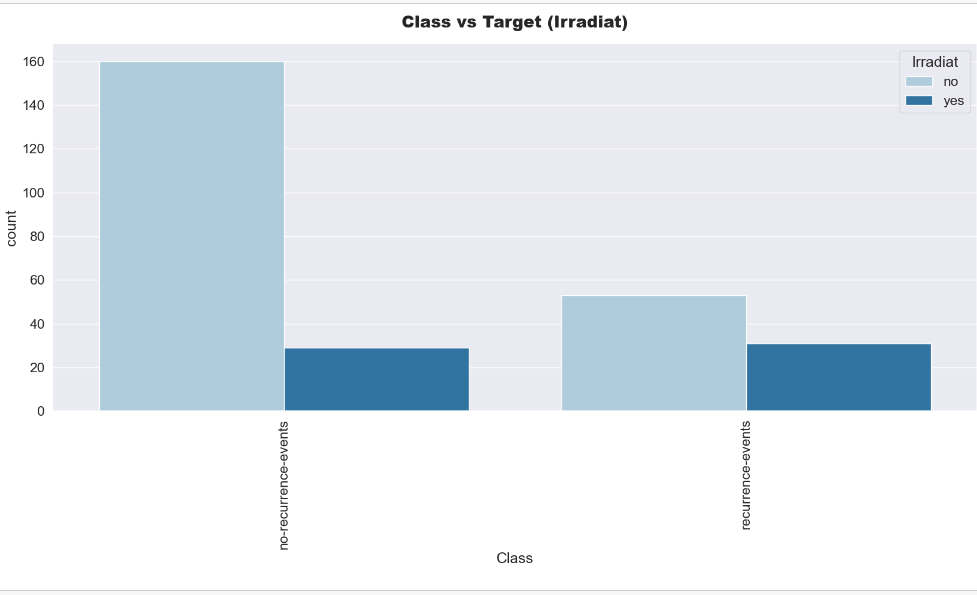 Class vs Target (Irradiat)
Irradiat
no
yes
160
140
120
100
80
60
40
20
0
count
no-recurrence-events
recurrence-events
Class